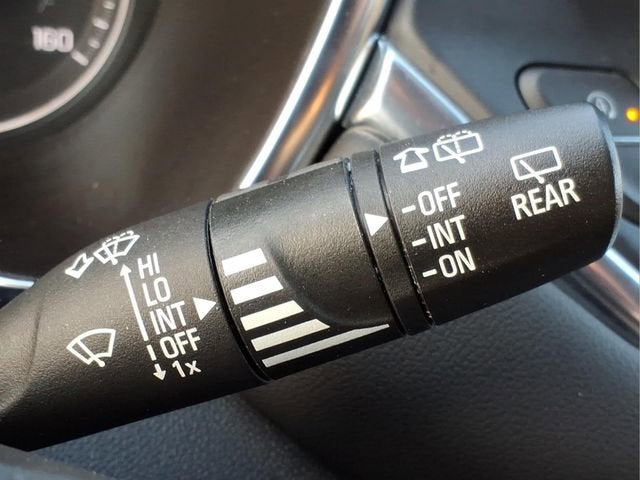 160
HI
LO
INT
OFF
1x
-OFF
-INT
-ON
REAR